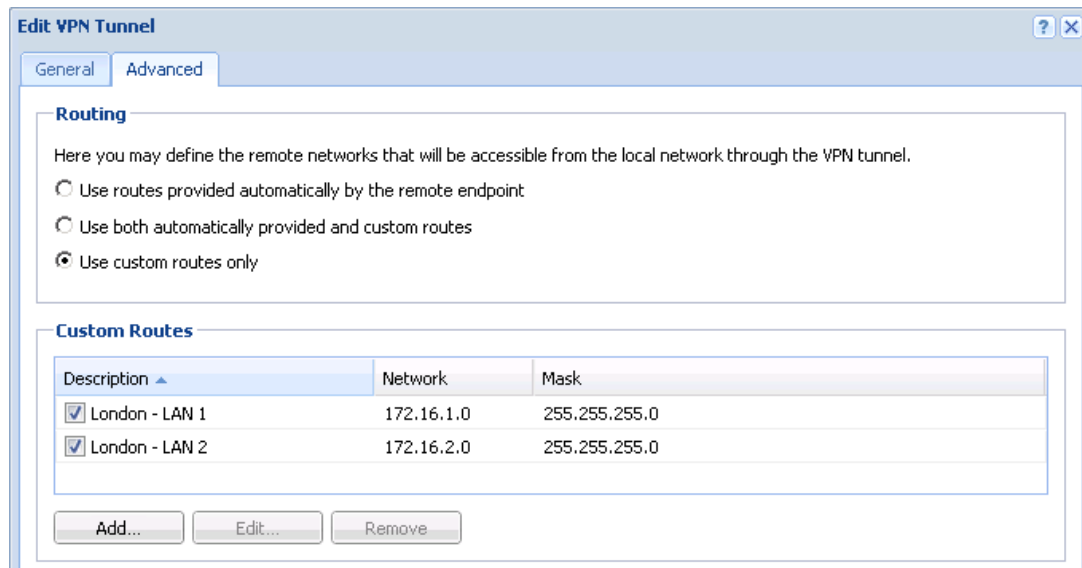 Edit VPN Tunnel
?
General Advanced
Routing
Here you may define the remote networks that will be accessible from the local network through the VPN tunnel.
Use routes provided automatically by the remote endpoint
Use both automatically provided and custom routes
Use custom routes only
Custom Routes
Description Network Mask
London - LAN 1 172.16.1.0 255.255.255.0
London - LAN 2 172.16.2.0 255.255.255.0
Add... Edit... Remove